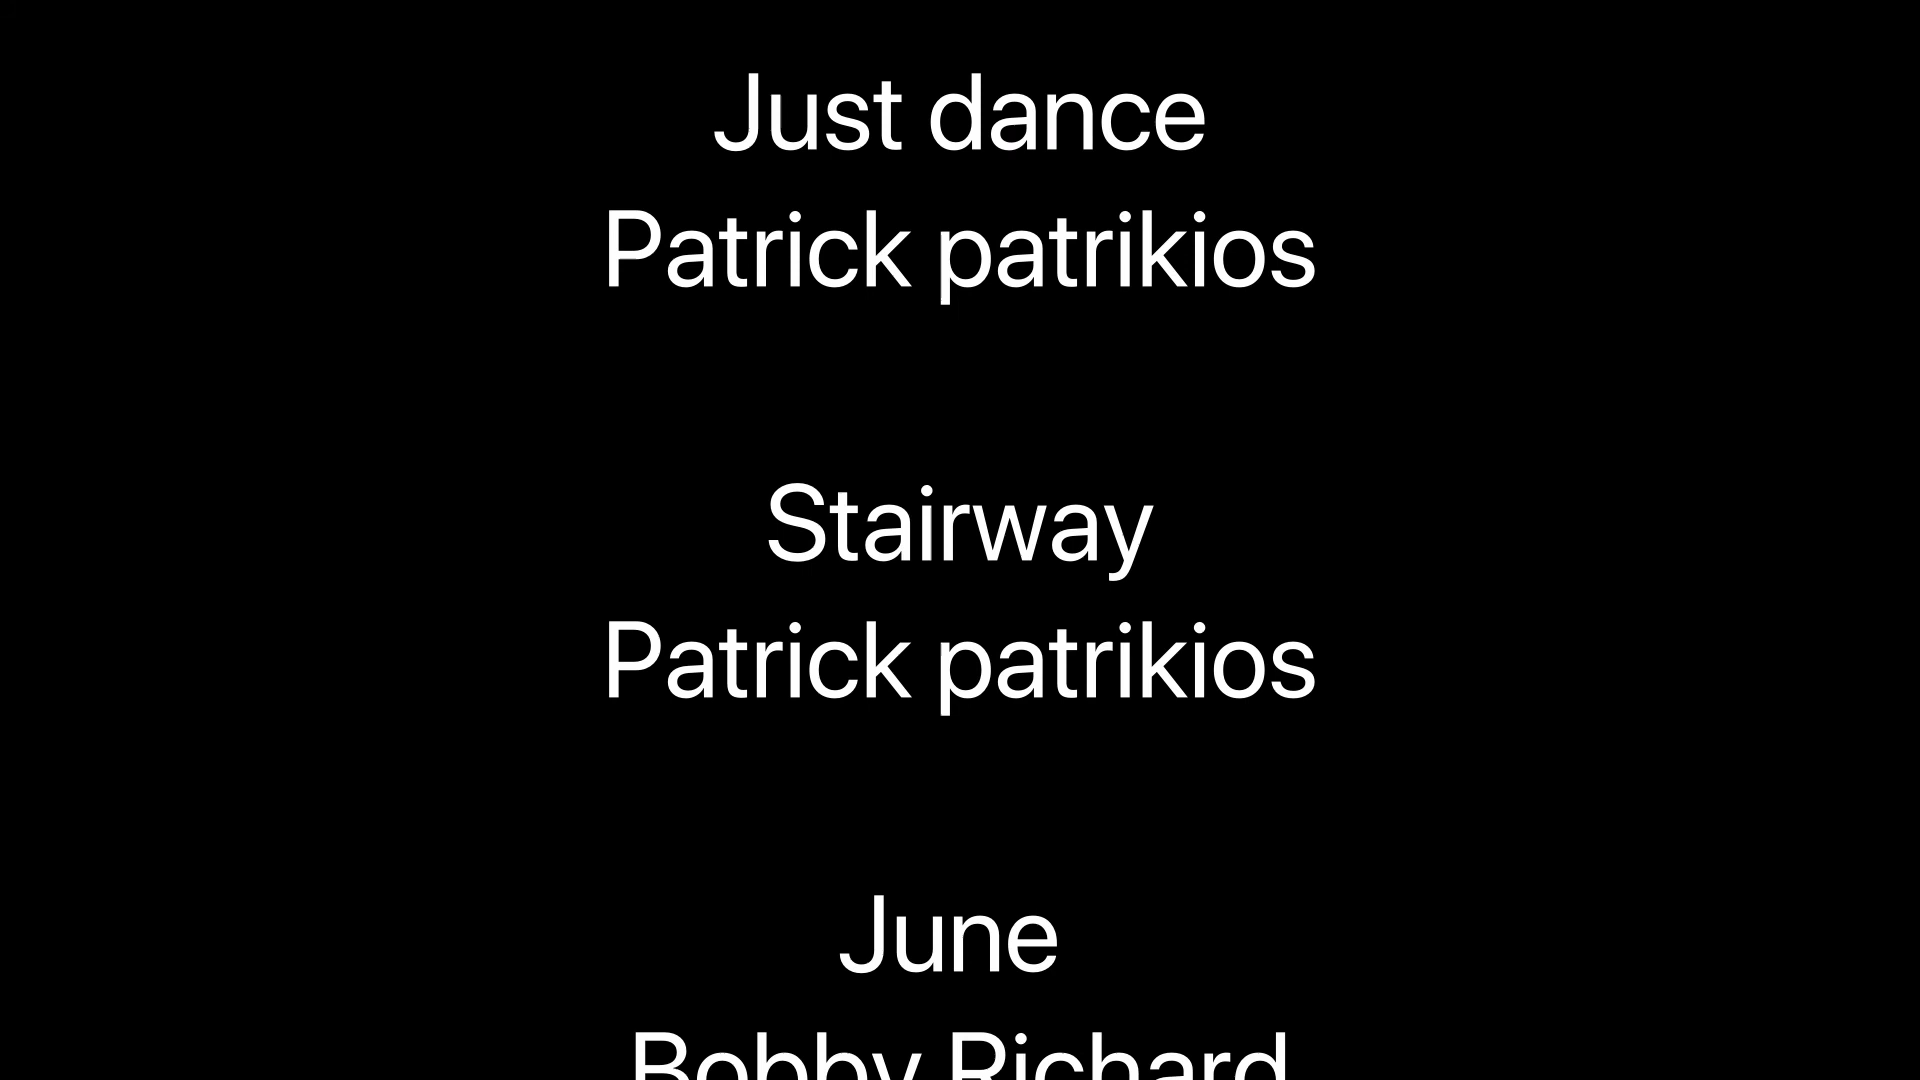 Just dance
Patrick patrikios
Stairway
Patrick patrikios
June
Bobby Richard